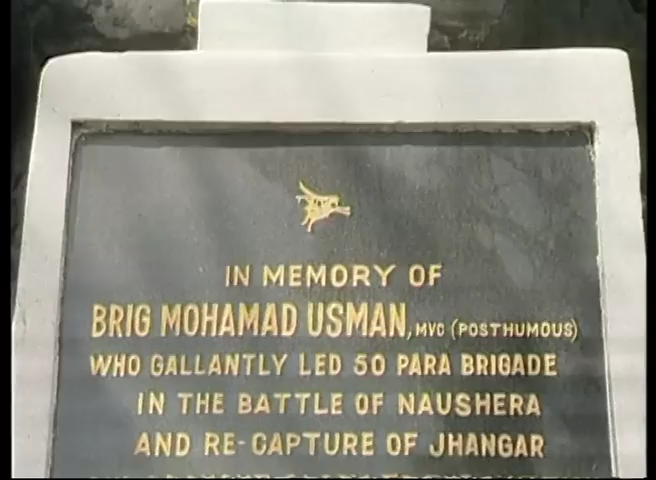 IN MEMORY OF
BRIG MOHAMAD USMAN, MVC (POSTHUMOUS)
WHO GALLANTLY LED 50 PARA BRIGADE
IN THE BATTLE OF NAUSHERA
AND RE-CAPTURE OF JHANGAR